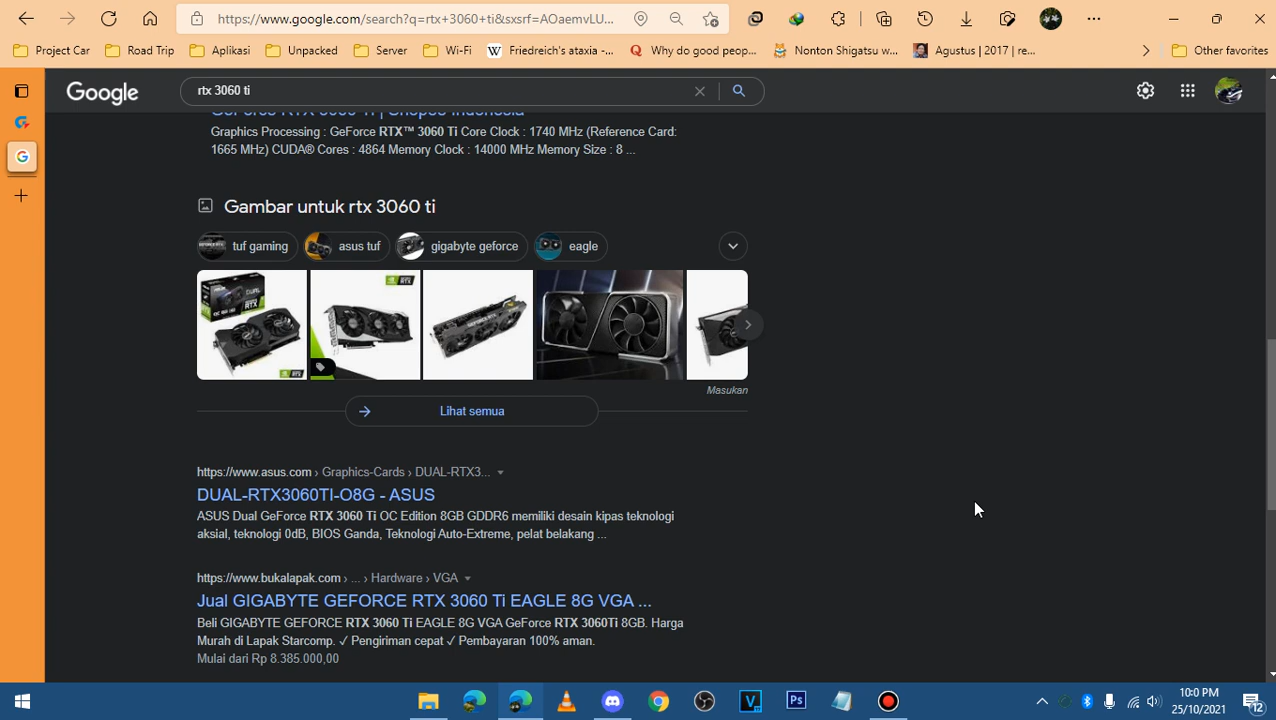 https://www.google.com/search?q=rtx+3060+ti&sxsrf=AOaemvLU...
Project Car
Road Trip
Aplikasi
Unpacked
Server
Wi-Fi
W Friedreich's ataxia -...
Why do good peop...
Nonton Shigatsu w...
Agustus | 2017 | re...
Other favorites
Google
rtx 3060 ti
GeForce RTX 3060 Ti | Shopee Indonesia
Graphics Processing : GeForce RTX™ 3060 Ti Core Clock : 1740 MHz (Reference Card:
1665 MHz) CUDA® Cores : 4864 Memory Clock : 14000 MHz Memory Size : 8 ...
Gambar untuk rtx 3060 ti
tuf gaming
asus tuf
gigabyte geforce
eagle
Masukan
Lihat semua
https://www.asus.com › Graphics-Cards › DUAL-RTX3...
DUAL-RTX3060TI-O8G - ASUS
ASUS Dual GeForce RTX 3060 Ti OC Edition 8GB GDDR6 memiliki desain kipas teknologi
aksial, teknologi 0dB, BIOS Ganda, Teknologi Auto-Extreme, pelat belakang ...
https://www.bukalapak.com › ... › Hardware › VGA
Jual GIGABYTE GEFORCE RTX 3060 Ti EAGLE 8G VGA ...
Beli GIGABYTE GEFORCE RTX 3060 Ti EAGLE 8G VGA GeForce RTX 3060Ti 8GB. Harga
Murah di Lapak Starcomp. ✓ Pengiriman cepat ✓ Pembayaran 100% aman.
Mulai dari Rp 8.385.000,00
10:0 PM
25/10/2021
12